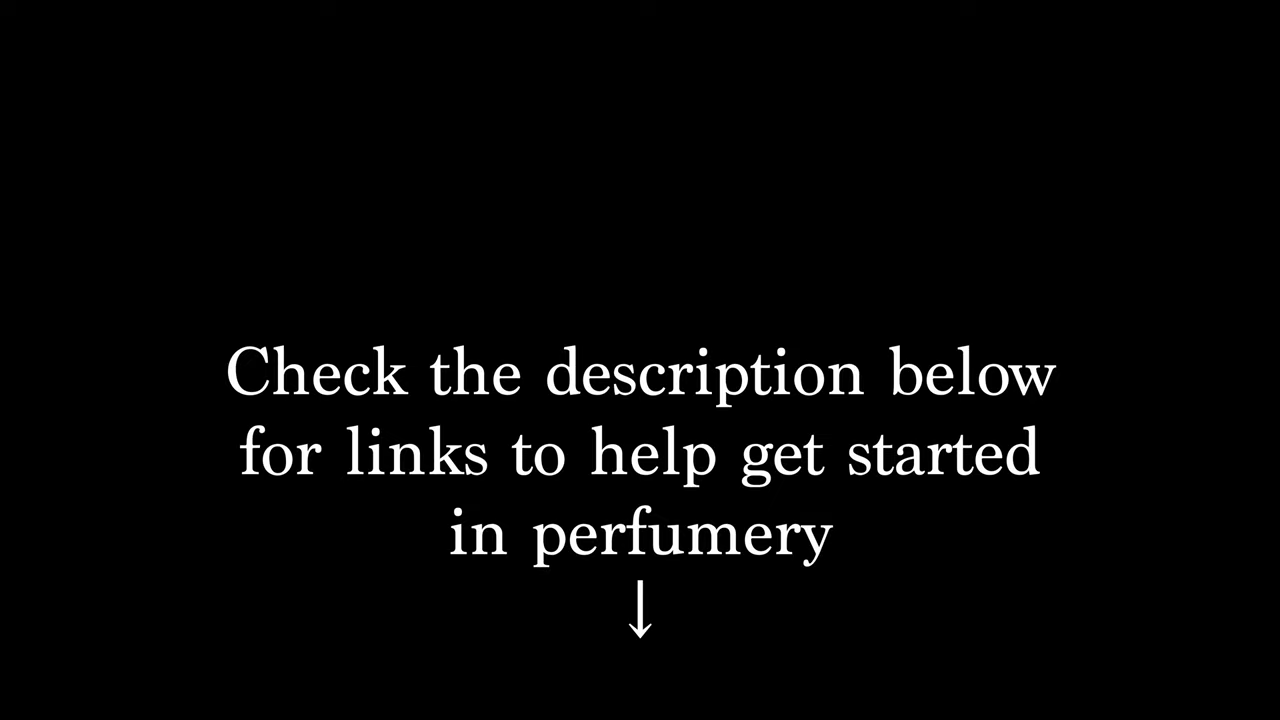 Check the description below
for links to help get started
in perfumery
↓